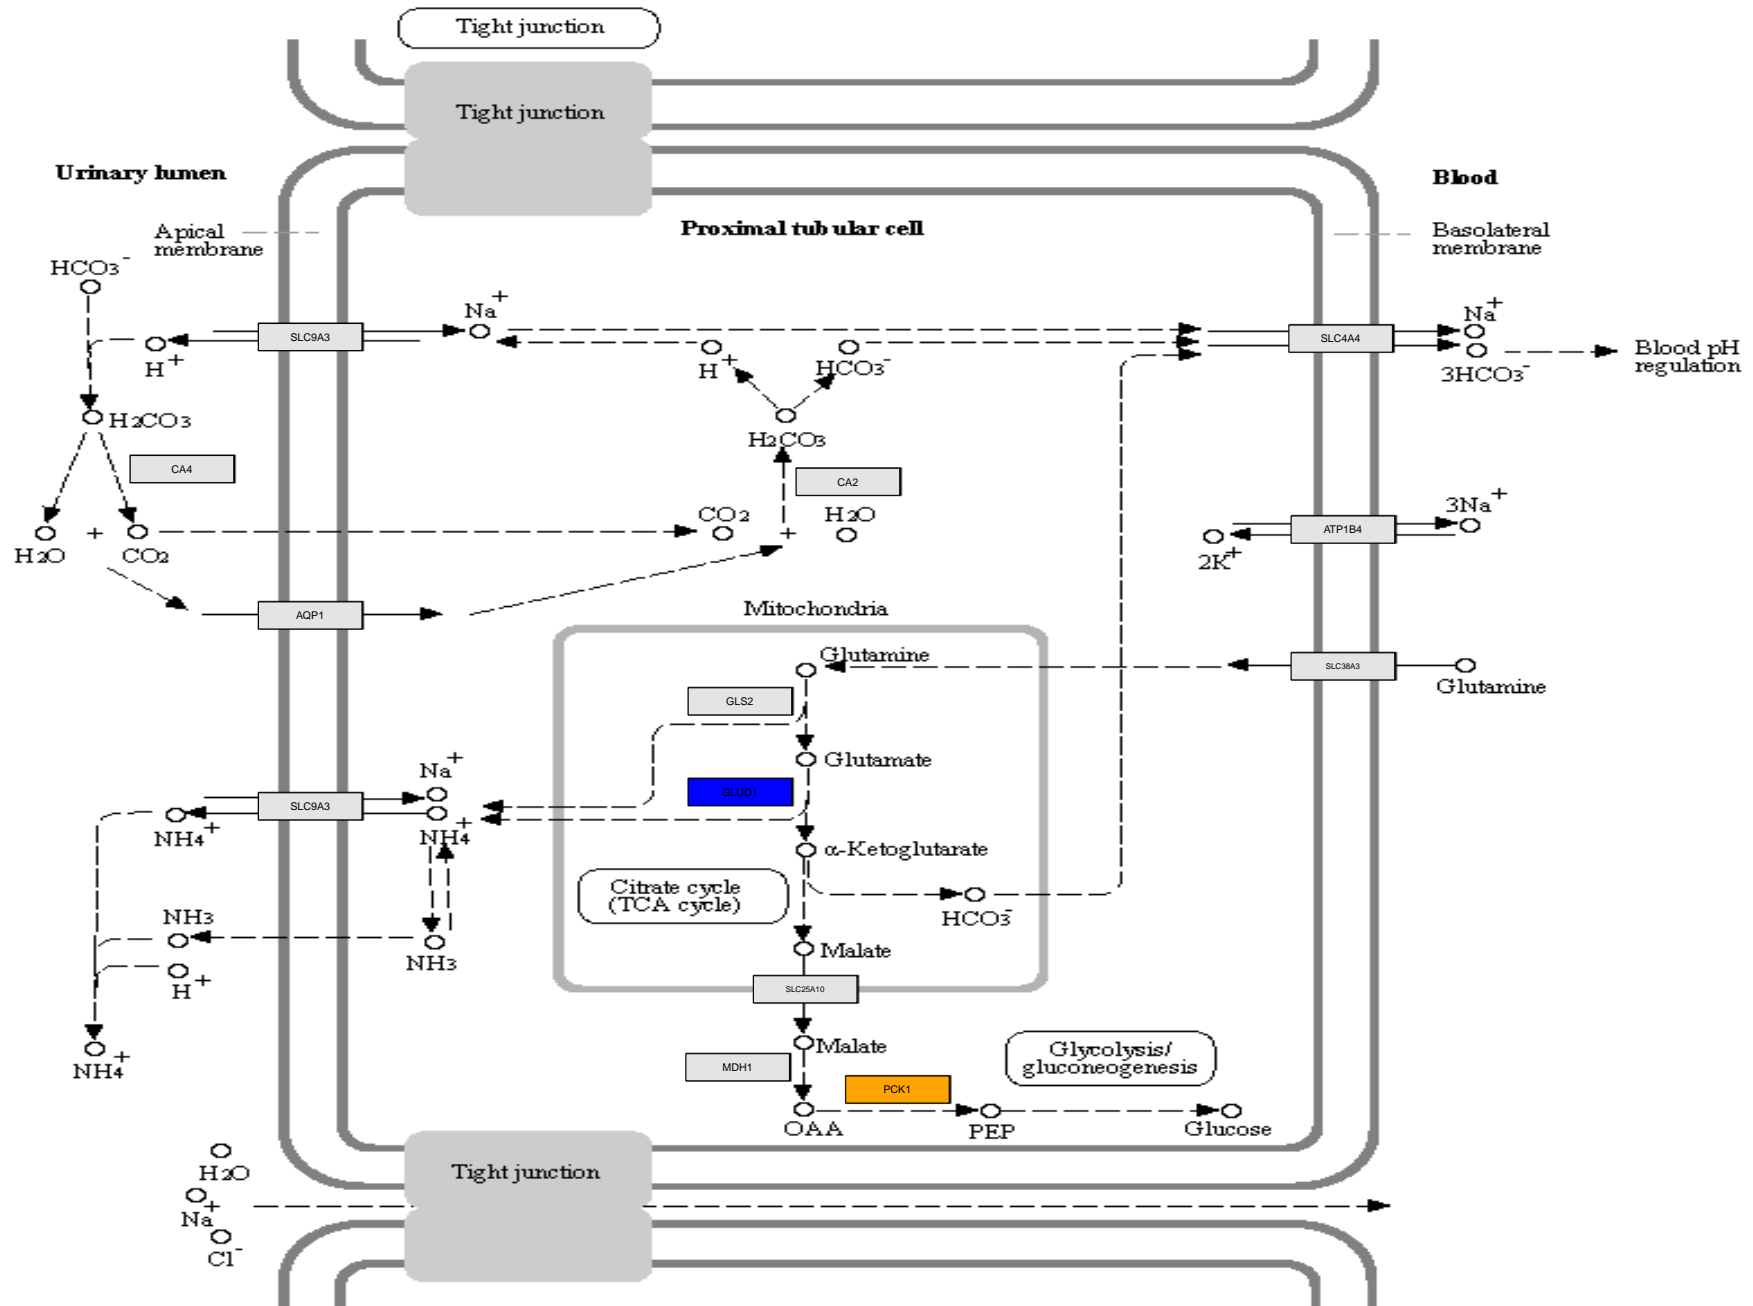 Tight junction
Tight junction
Urinary lumen
Blood
Proximal tubular cell
Apical
membrane
Basolateral
membrane
HCO3-
Na+
Na+
SLC9A3
SLC4A4
H+
H+
HCO3-
3HCO3-
Blood pH
regulation
H2CO3
H2CO3
CA4
CA2
CO2
H2O
3Na+
+
+
H2O
CO2
ATP1B4
2K+
AQP1
Mitochondria
Glutamine
SLC38A3
Glutamine
GLS2
Glutamate
Na+
GLUD1
SLC9A3
NH4+
NH4+
α-Ketoglutarate
Citrate cycle
(TCA cycle)
HCO3-
NH3
NH3
Malate
H+
SLC25A10
Malate
NH4+
MDH1
Glycolysis/
gluconeogenesis
PCK1
OAA
PEP
Glucose
Tight junction
H2O
Na+
Cl-